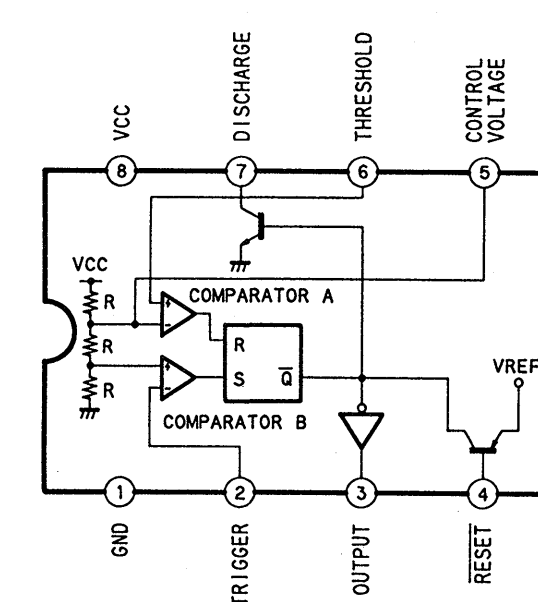 VCC
DISCHARGE
THRESHOLD
CONTROL
VOLTAGE
8
7
6
5
VCC
R
R
R
+
-
COMPARATOR A
+
-
COMPARATOR B
R
S
Q̅
VREF
1
2
3
4
GND
TRIGGER
OUTPUT
R̅E̅S̅E̅T̅